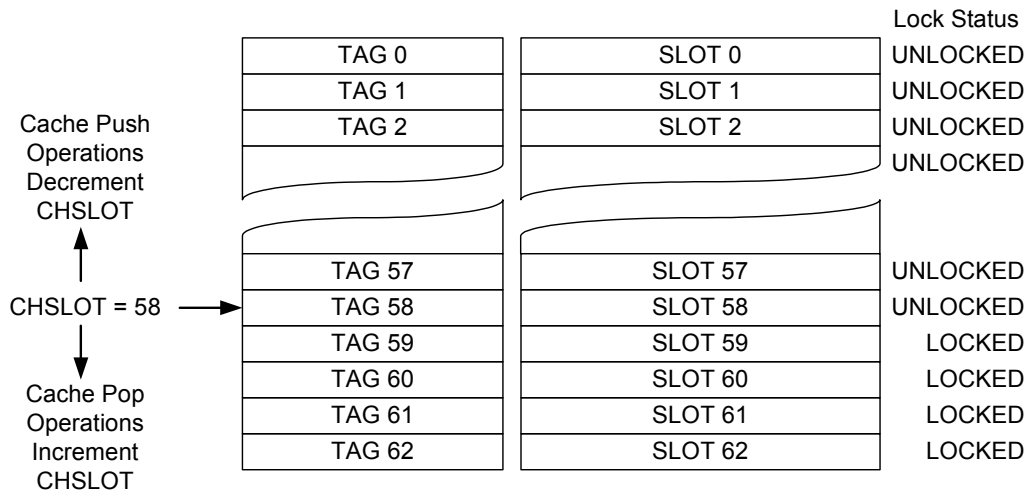 Lock Status
TAG 0 SLOT 0 UNLOCKED
TAG 1 SLOT 1 UNLOCKED
TAG 2 SLOT 2 UNLOCKED
UNLOCKED
Cache Push
Operations
Decrement
CHSLOT
TAG 57 SLOT 57 UNLOCKED
CHSLOT = 58 TAG 58 SLOT 58 UNLOCKED
TAG 59 SLOT 59 LOCKED
TAG 60 SLOT 60 LOCKED
TAG 61 SLOT 61 LOCKED
TAG 62 SLOT 62 LOCKED
Cache Pop
Operations
Increment
CHSLOT